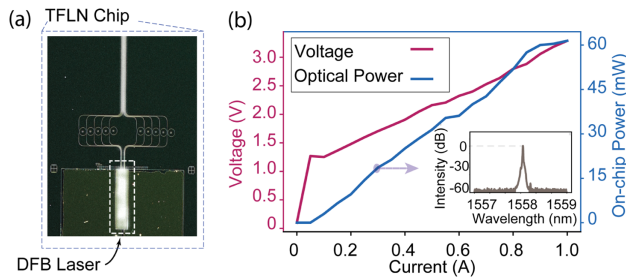 (a)
TFLN Chip
DFB Laser
(b)
Voltage
Optical Power
Voltage (V)
3.0
2.5
2.0
1.5
1.0
0.5
0
On-chip Power (mW)
60
45
30
15
0
0
0.2
0.4
0.6
0.8
1.0
Current (A)
Intensity (dB)
0
-30
-60
1557
1558
1559
Wavelength (nm)